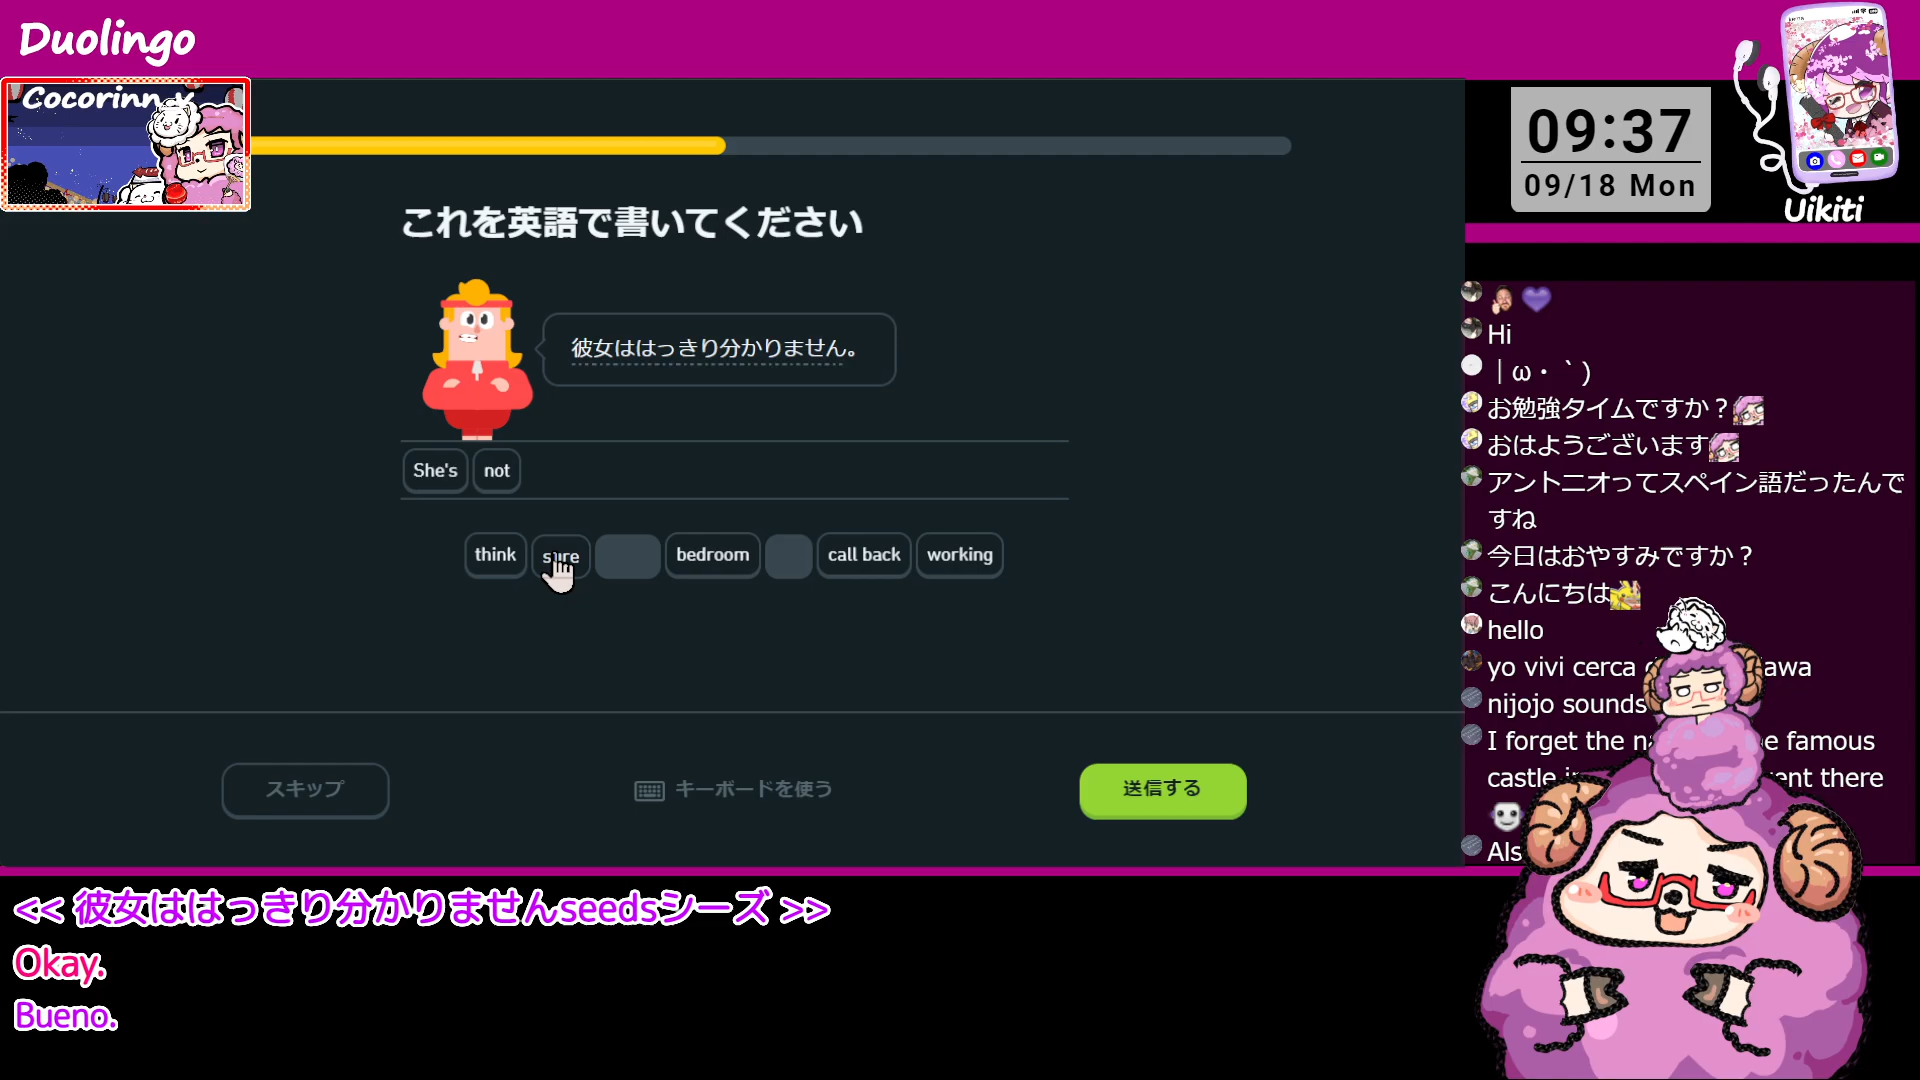 Duolingo
Cocorinn_y
09:37
09/18 Mon
Uikiti
これを英語で書いてください
彼女ははっきり分かりません。
She's not
think sure bedroom call back working
スキップ
キーボードを使う
送信する
Hi
｜ω・｀)
お勉強タイムですか？
おはようございます
アントニオってスペイン語だったんで
すね
今日はおやすみですか？
こんにちは
hello
yo vivi cerca
nijojo sounds
I forget the famous
castle there
Als
<< 彼女ははっきり分かりませんseedsシーズ >>
Okay.
Bueno.